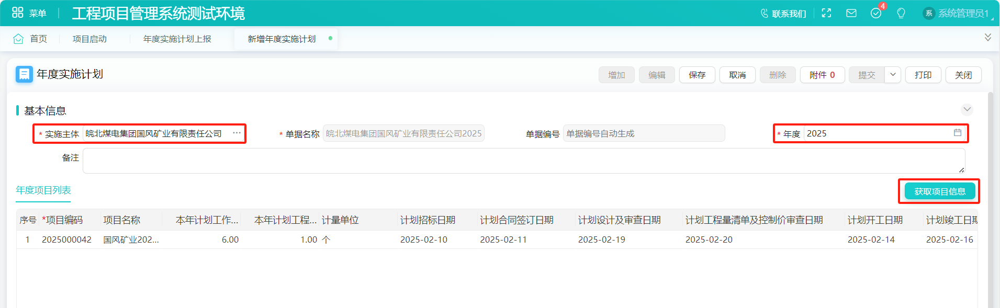 菜单 工程项目管理系统测试环境 联系我们 4 系 系统管理员1
首页 项目启动 年度实施计划上报 新增年度实施计划
年度实施计划 增加 编辑 保存 取消 删除 附件 0 提交 打印 关闭
基本信息
* 实施主体 皖北煤电集团国风矿业有限责任公司 ··· * 单据名称 皖北煤电集团国风矿业有限责任公司2025 单据编号 单据编号自动生成 * 年度 2025
备注
年度项目列表 获取项目信息
序号 *项目编码 项目名称 本年计划工作... 本年计划工程... 计量单位 计划招标日期 计划合同签订日期 计划设计及审查日期 计划工程量清单及控制价审查日期 计划开工日期 计划竣工日期
1 2025000042 国风矿业202... 6.00 1.00 个 2025-02-10 2025-02-11 2025-02-19 2025-02-20 2025-02-14 2025-02-16